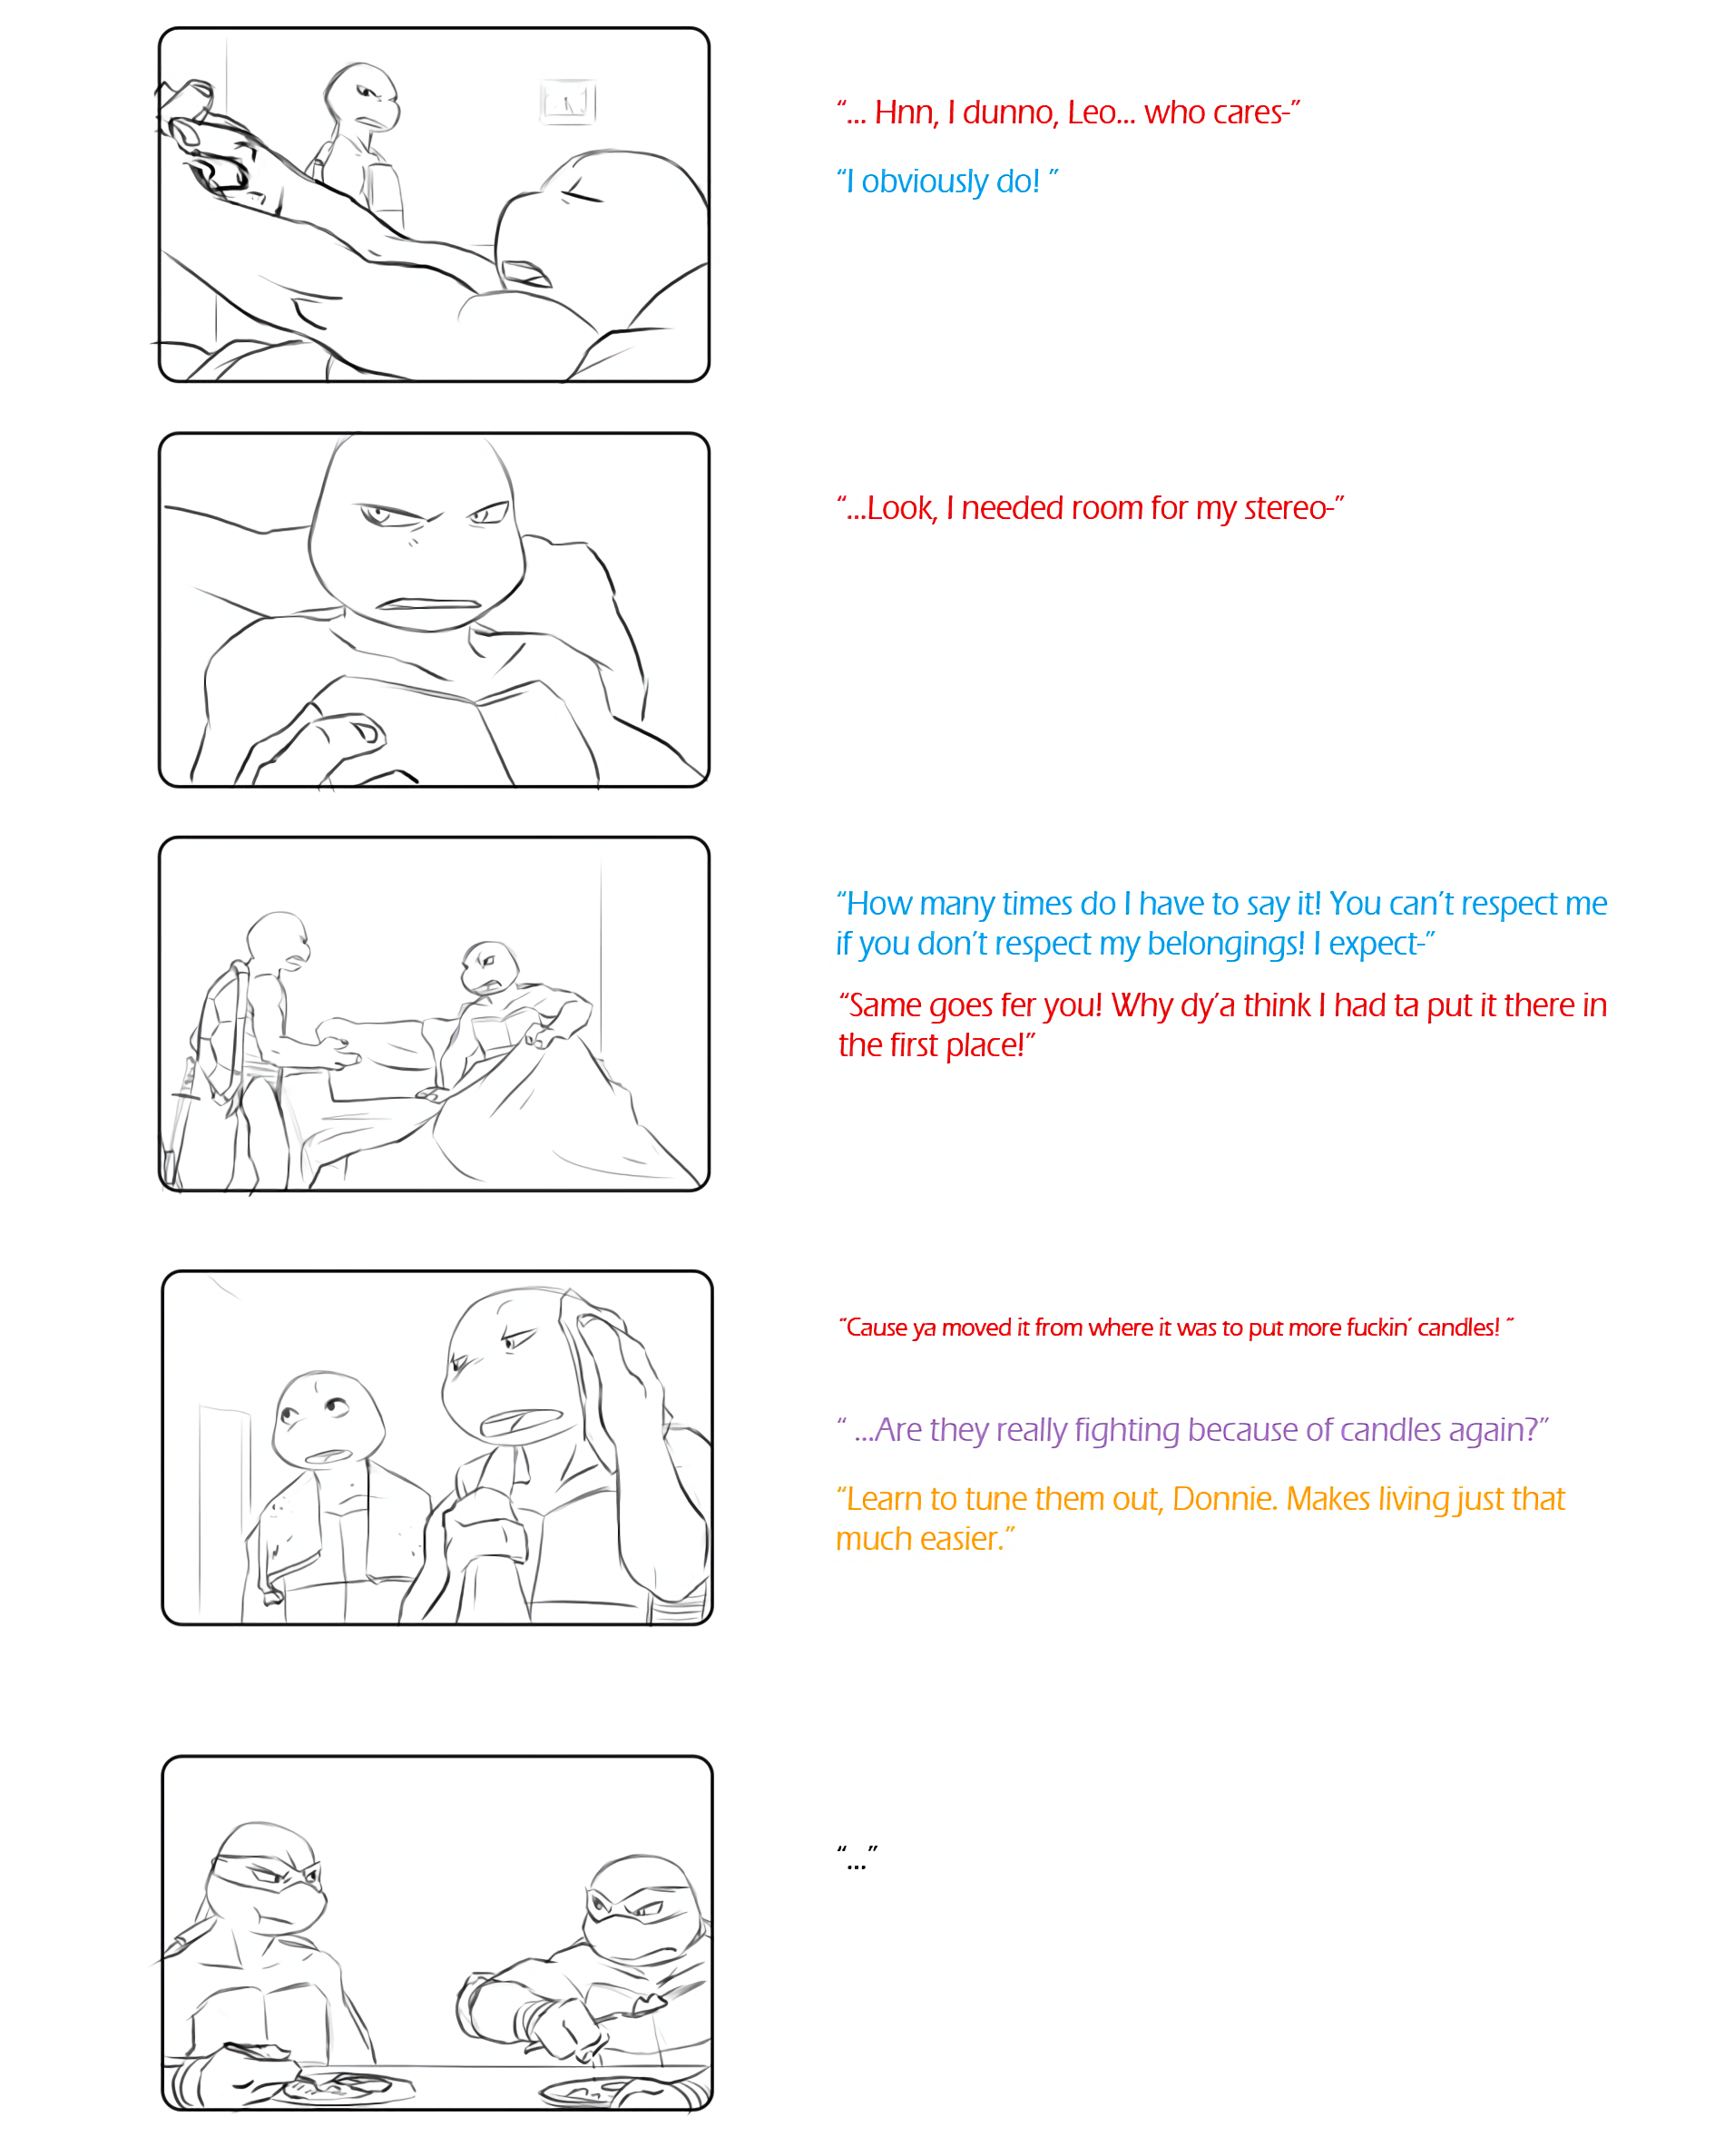 “... Hnn, I dunno, Leo... who cares-”
“I obviously do! ”
“...Look, I needed room for my stereo-”
“How many times do I have to say it! You can’t respect me
if you don’t respect my belongings! I expect-”
“Same goes fer you! Why dy’a think I had ta put it there in
the first place!”
“Cause ya moved it from where it was to put more fuckin’ candles! “
“ ...Are they really fighting because of candles again?”
“Learn to tune them out, Donnie. Makes living just that
much easier.”
“...”